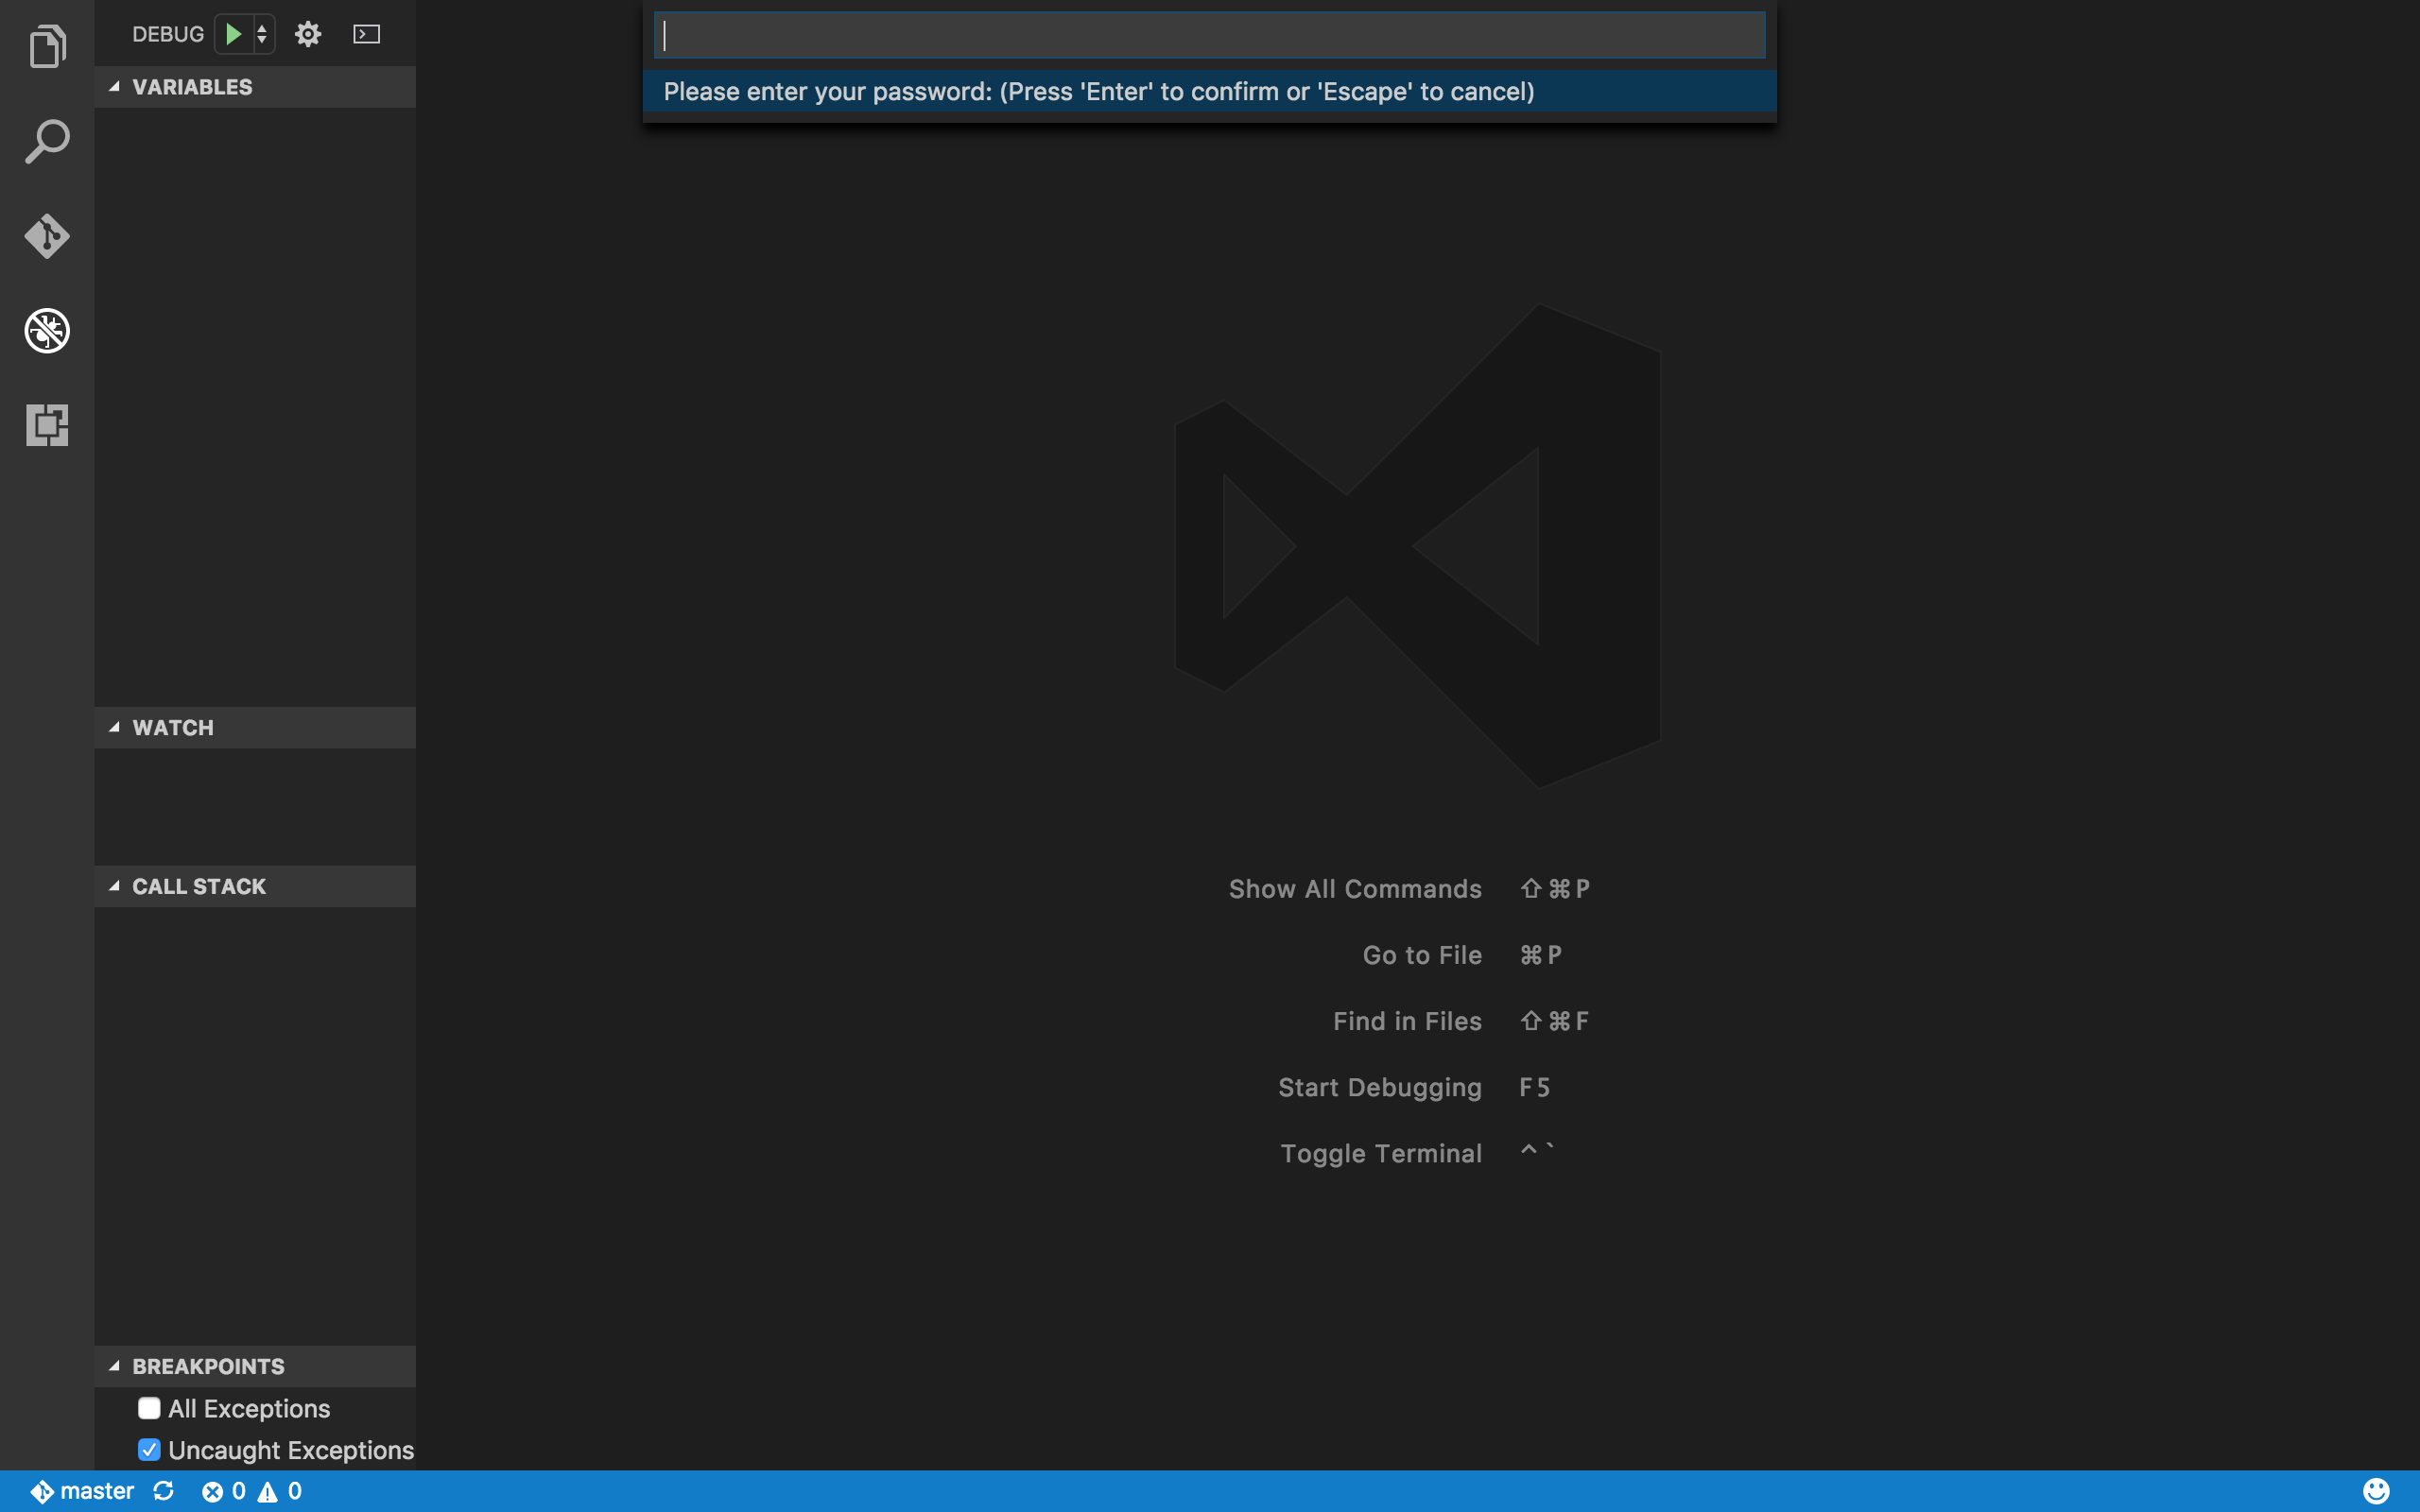 DEBUG
VARIABLES
WATCH
CALL STACK
BREAKPOINTS
All Exceptions
Uncaught Exceptions
Please enter your password: (Press 'Enter' to confirm or 'Escape' to cancel)
Show All Commands ⇧⌘P
Go to File ⌘P
Find in Files ⇧⌘F
Start Debugging F5
Toggle Terminal ^`
master 0 0